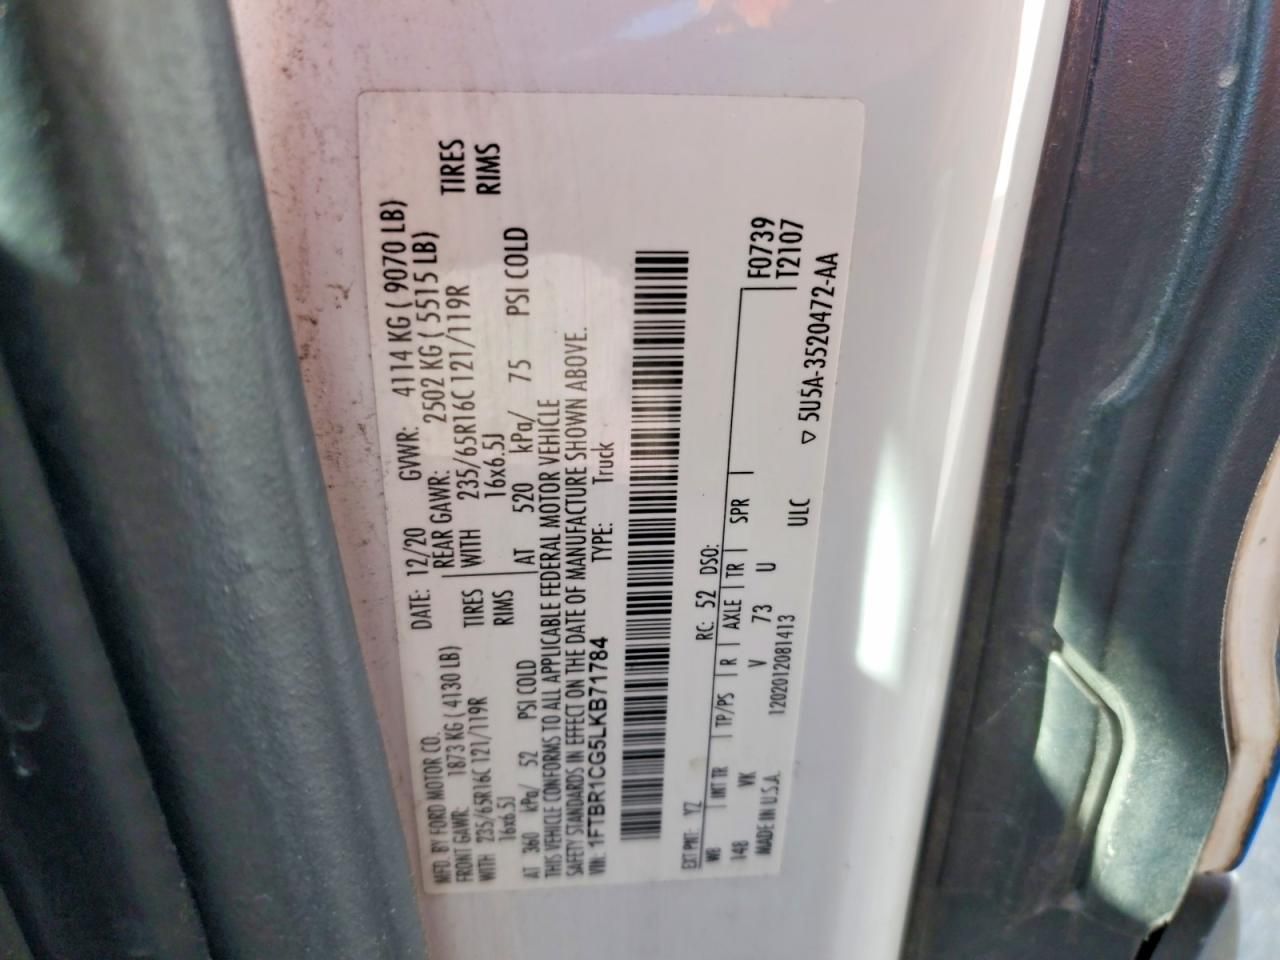 MFD. BY FORD MOTOR CO. DATE: 12/20 GVWR: 4114 KG ( 9070 LB)
FRONT GAWR: 1873 KG ( 4130 LB) REAR GAWR: 2502 KG ( 5515 LB)
WITH 235/65R16C 121/119R TIRES WITH 235/65R16C 121/119R TIRES
16x6.5J RIMS 16x6.5J RIMS
AT 360 kPa/ 52 PSI COLD AT 520 kPa/ 75 PSI COLD
THIS VEHICLE CONFORMS TO ALL APPLICABLE FEDERAL MOTOR VEHICLE
SAFETY STANDARDS IN EFFECT ON THE DATE OF MANUFACTURE SHOWN ABOVE.
VIN: 1FTBR1CG5LKB71784 TYPE: Truck
EXT PNT: YZ RC: 52 DSO:
WB INT TR TP/PS R AXLE TR SPR F0739
148 VK V 73 U T2107
MADE IN U.S.A. 1202012081413 ULC ▽ 5U5A-3520472-AA